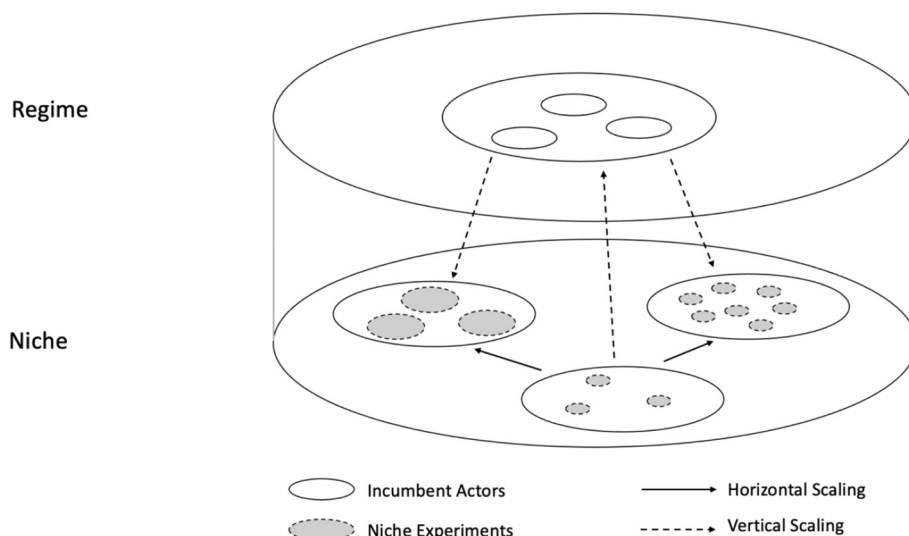 Regime
Niche
Incumbent Actors
Horizontal Scaling
Niche Experiments
Vertical Scaling